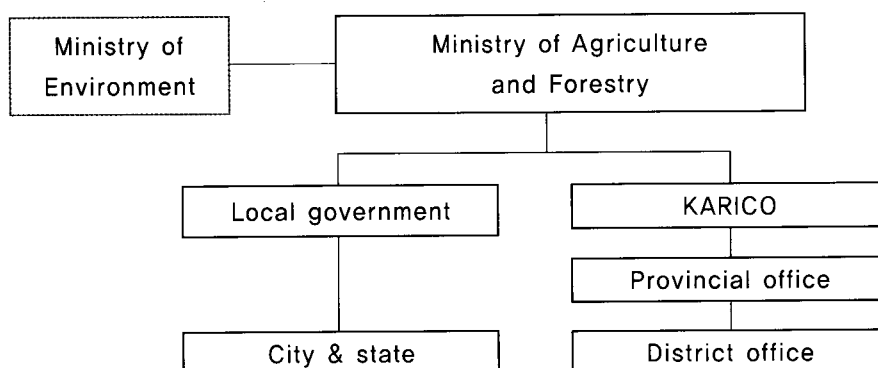 Ministry of
Environment
Ministry of Agriculture
and Forestry
Local government
KARICO
Provincial office
City & state
District office